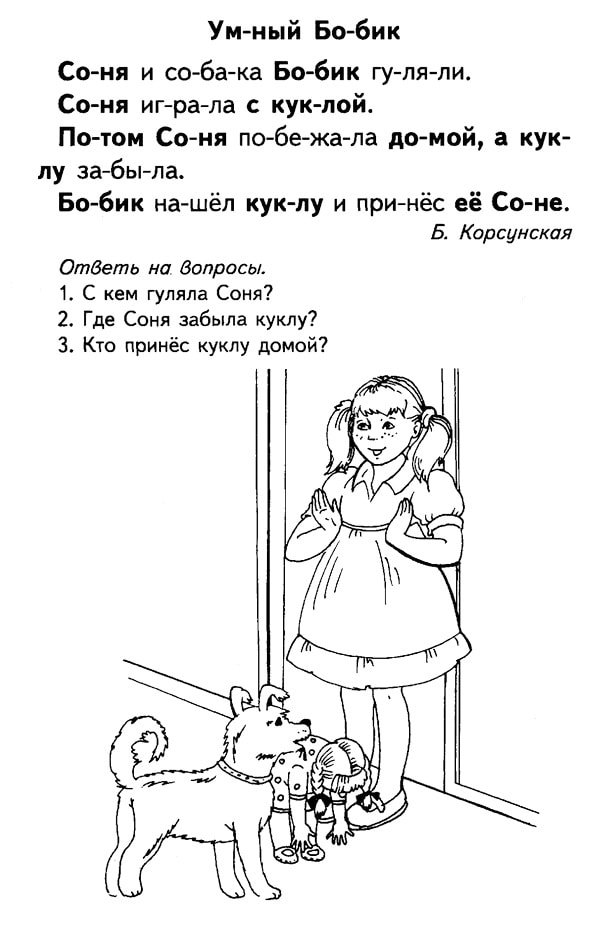 Ум-ный Бо-бик
Со-ня и со-ба-ка Бо-бик гу-ля-ли.
Со-ня иг-ра-ла с кук-лой.
По-том Со-ня по-бе-жа-ла до-мой, а кук-
лу за-бы-ла.
Бо-бик на-шёл кук-лу и при-нёс её Со-не.
Б. Корсунская
Ответь на вопросы.
1. С кем гуляла Соня?
2. Где Соня забыла куклу?
3. Кто принёс куклу домой?